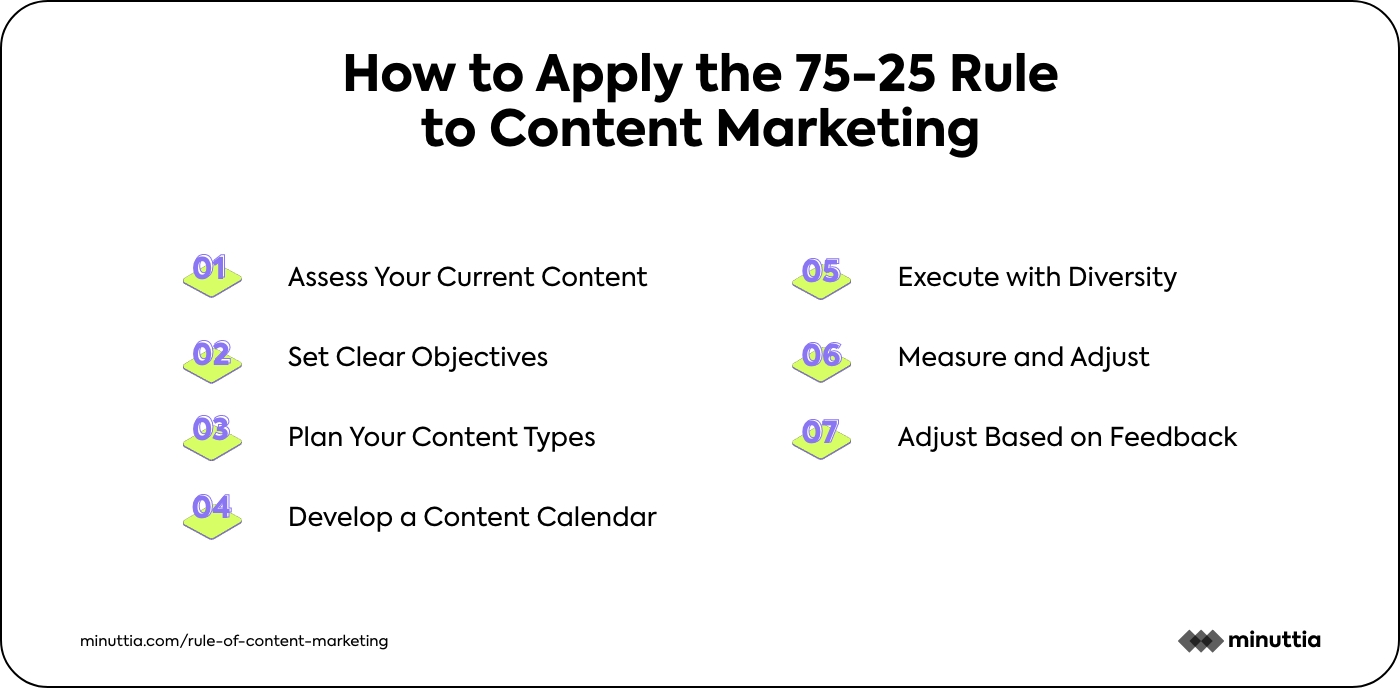 How to Apply the 75-25 Rule
to Content Marketing
01 Assess Your Current Content
02 Set Clear Objectives
03 Plan Your Content Types
04 Develop a Content Calendar
05 Execute with Diversity
06 Measure and Adjust
07 Adjust Based on Feedback
minuttia.com/rule-of-content-marketing
minuttia